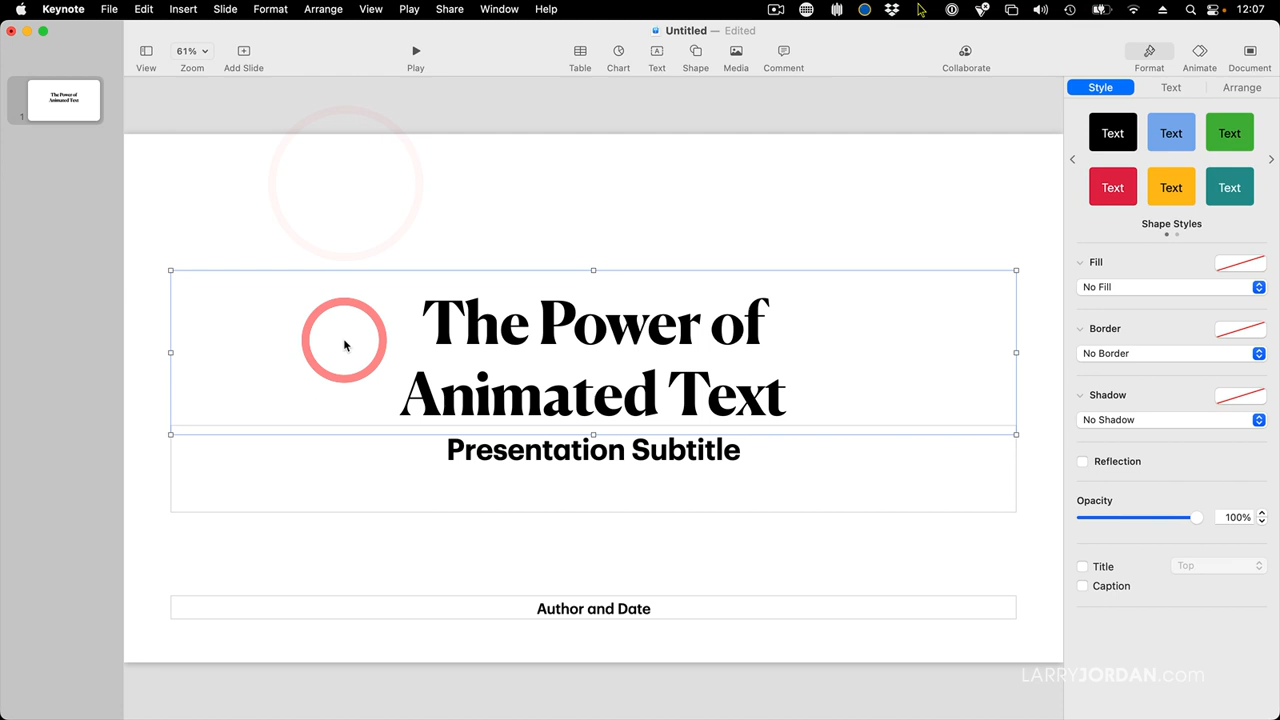 Keynote File Edit Insert Slide Format Arrange View Play Share Window Help 12:07
Untitled — Edited
61%
View Zoom Add Slide Play Table Chart Text Shape Media Comment Collaborate Format Animate Document
Style Text Arrange
The Power of
Animated Text
1
Text Text Text
Text Text Text
Shape Styles
Fill
No Fill
Border
No Border
Shadow
No Shadow
Reflection
Opacity
100%
Title Top
Caption
The Power of
Animated Text
Presentation Subtitle
Author and Date
LARRYJORDAN.com